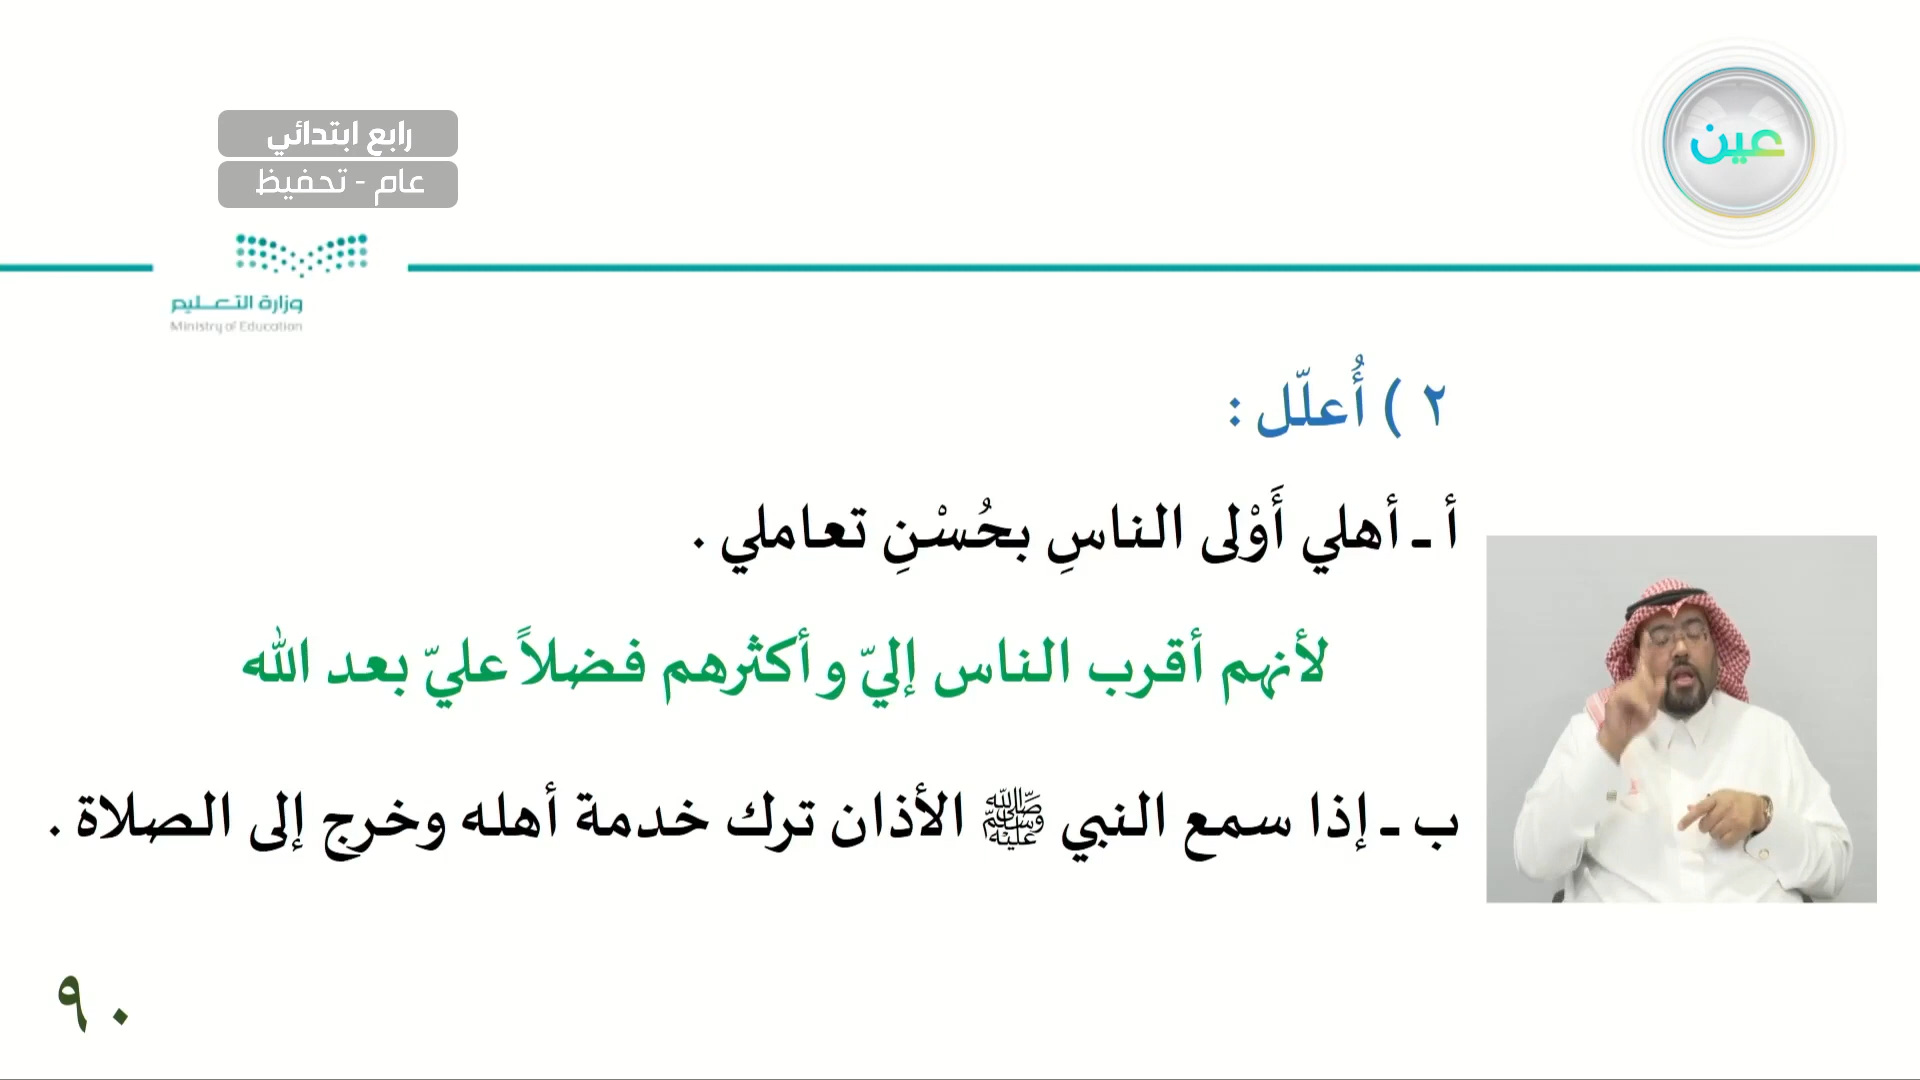 عين
رابع ابتدائي
عام - تحفيظ
وزارة التعليم
Ministry of Education
٢ ) أُعلّل :
أ ـ أهلي أَوْلى الناسِ بحُسْنِ تعاملي .
لأنهم أقرب الناس إليّ وأكثرهم فضلاً عليّ بعد الله
ب ـ إذا سمع النبي ﷺ الأذان ترك خدمة أهله وخرج إلى الصلاة .
٩٠